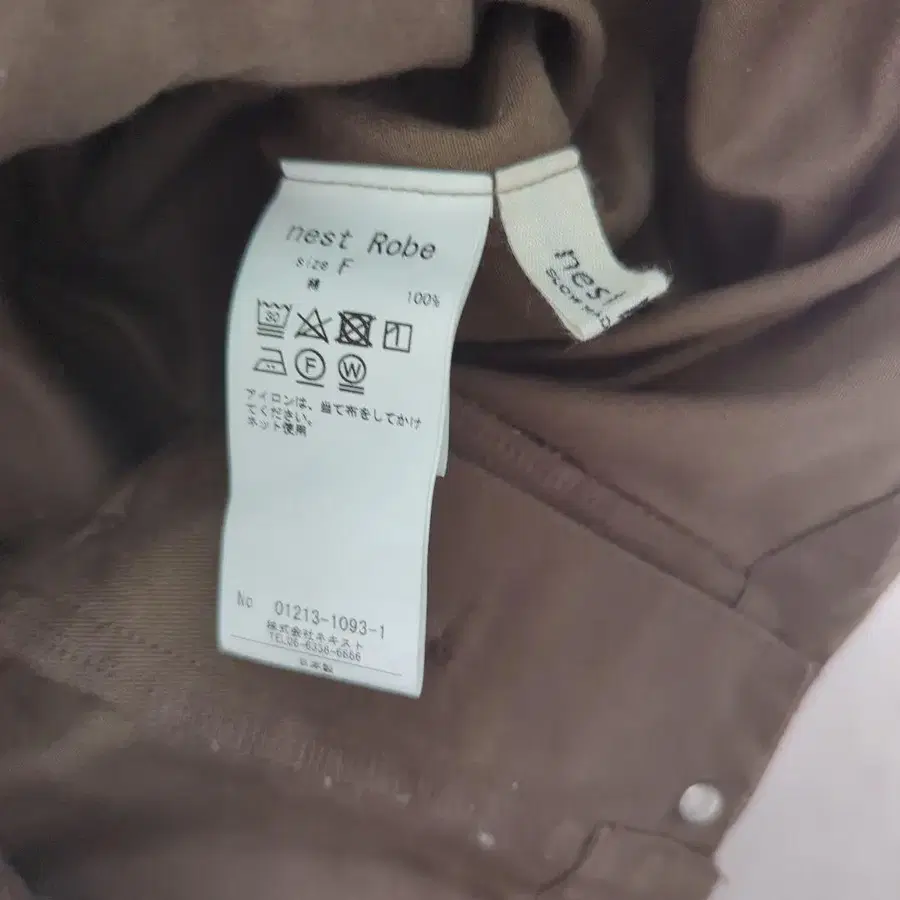 nest Robe
size F
綿 100%
30
F W
アイロンは、当て布をしてかけ
てください。
ネット使用
No 01213-1093-1
株式会社ネキスト
TEL06-6338-6886
日本製
nest
SLOW